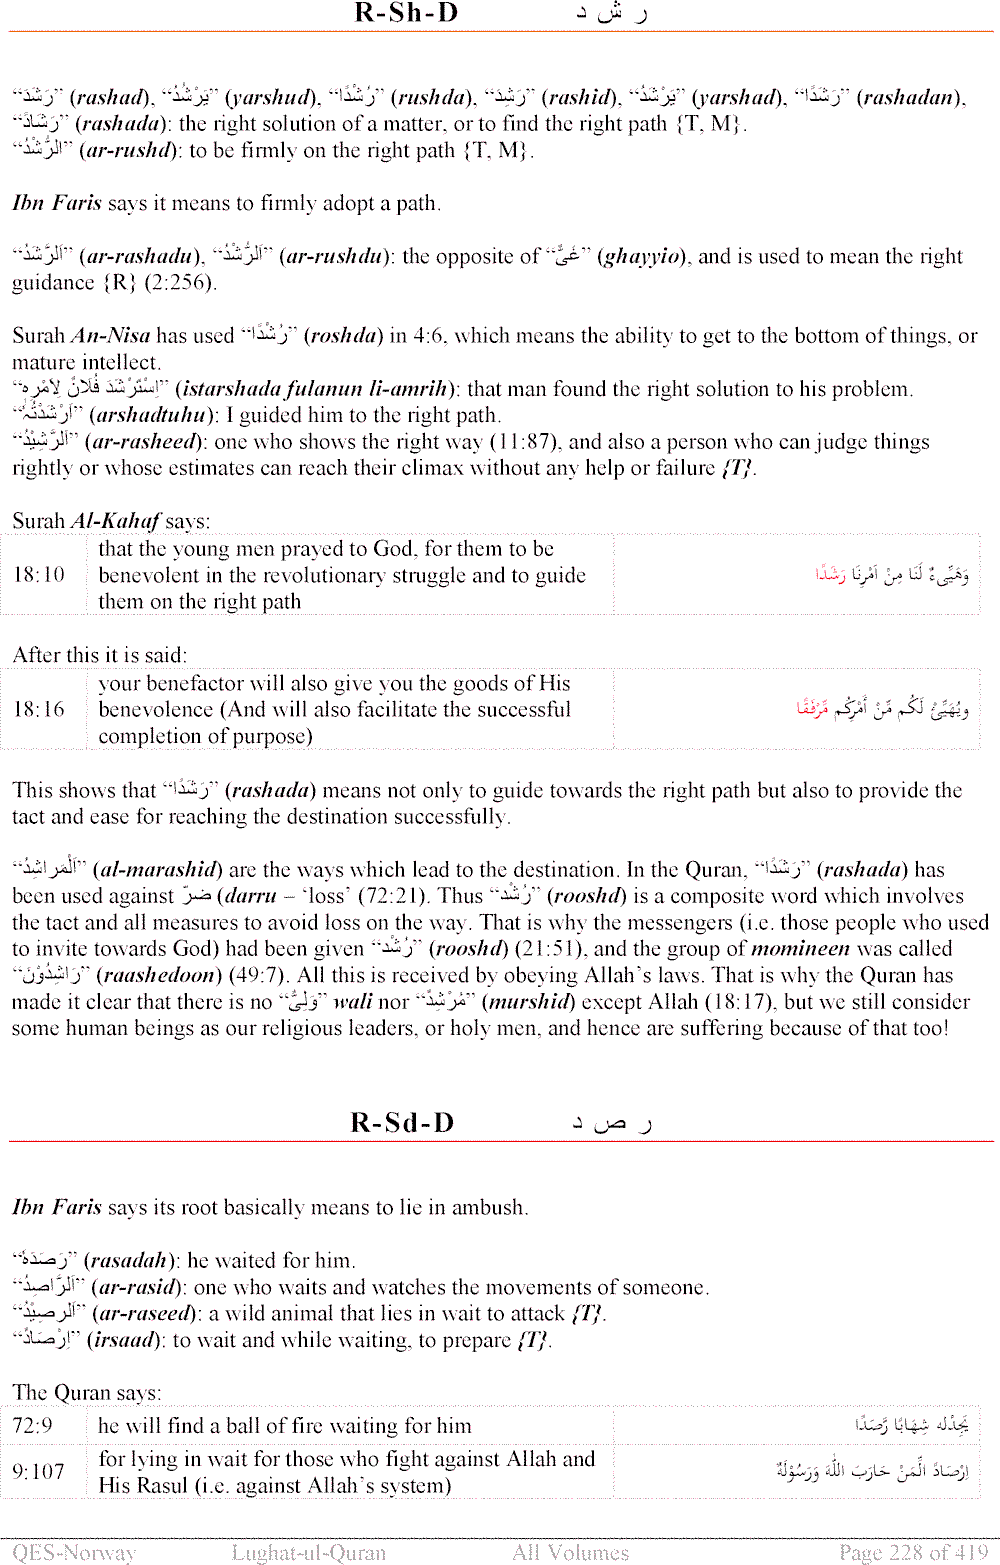 R-Sh-D ر ش د
“رَشَدَ” (rashad), “يَرْشُدُ” (yarshud), “رُشْدًا” (rushda), “رَشِدَ” (rashid), “يَرْشَدُ” (yarshad), “رَشَدًا” (rashadan),
“رَشَادًا” (rashada): the right solution of a matter, or to find the right path {T, M}.
“الرُّشْدُ” (ar-rushd): to be firmly on the right path {T, M}.
Ibn Faris says it means to firmly adopt a path.
“اَلرَّشَدُ” (ar-rashadu), “اَلرُّشْدُ” (ar-rushdu): the opposite of “غَیٌّ” (ghayyio), and is used to mean the right
guidance {R} (2:256).
Surah An-Nisa has used “رُشْدًا” (roshda) in 4:6, which means the ability to get to the bottom of things, or
mature intellect.
“اِسْتَرْشَدَ فُلَانٌ لِاَمْرِهِ” (istarshada fulanun li-amrih): that man found the right solution to his problem.
“اَرْشَدْتُہٗ” (arshadtuhu): I guided him to the right path.
“اَلرَّشِيْدُ” (ar-rasheed): one who shows the right way (11:87), and also a person who can judge things
rightly or whose estimates can reach their climax without any help or failure {T}.
Surah Al-Kahaf says:
18:10 that the young men prayed to God, for them to be
benevolent in the revolutionary struggle and to guide
them on the right path
وَهَيِّیءْ لَنَا مِنْ اَمْرِنَا رَشَدًا
After this it is said:
18:16 your benefactor will also give you the goods of His
benevolence (And will also facilitate the successful
completion of purpose)
ويُهَيِّئْ لَكُم مِّنْ أَمْرِكُم مِّرْفَقًا
This shows that “رَشَدًا” (rashada) means not only to guide towards the right path but also to provide the
tact and ease for reaching the destination successfully.
“اَلْمَراشِدُ” (al-marashid) are the ways which lead to the destination. In the Quran, “رَشَدًا” (rashada) has
been used against ضرّ (darru – ‘loss’ (72:21). Thus “رُشْد” (rooshd) is a composite word which involves
the tact and all measures to avoid loss on the way. That is why the messengers (i.e. those people who used
to invite towards God) had been given “رُشْد” (rooshd) (21:51), and the group of momineen was called
“رَاشِدُوْنَ” (raashedoon) (49:7). All this is received by obeying Allah’s laws. That is why the Quran has
made it clear that there is no “وَلِیٌّ” wali nor “مُرْشِدٌ” (murshid) except Allah (18:17), but we still consider
some human beings as our religious leaders, or holy men, and hence are suffering because of that too!
R-Sd-D ر ص د
Ibn Faris says its root basically means to lie in ambush.
“رَصَدَهٗ” (rasadah): he waited for him.
“اَلرَّاصِدُ” (ar-rasid): one who waits and watches the movements of someone.
“اَلرصِيْدُ” (ar-raseed): a wild animal that lies in wait to attack {T}.
“اِرْصَادٌ” (irsaad): to wait and while waiting, to prepare {T}.
The Quran says:
72:9 he will find a ball of fire waiting for him يَجِدْلَه شِهَابًا رَّصَدًا
9:107 for lying in wait for those who fight against Allah and
His Rasul (i.e. against Allah’s system)
اِرْصَادً الِّمَنْ حَارَبَ اللّٰهَ وَرَسُوْلَهٗ
QES-Norway Lughat-ul-Quran All Volumes Page 228 of 419